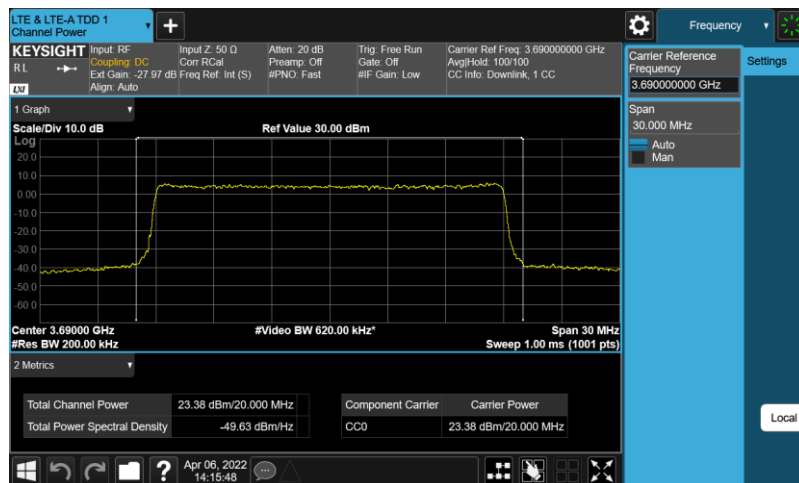 LTE & LTE-A TDD 1
Channel Power
Frequency
KEYSIGHT
RL
LXI
Input: RF
Coupling: DC
Ext Gain: -27.97 dB
Align: Auto
Input Z: 50 Ω
Corr RCal
Freq Ref: Int (S)
Atten: 20 dB
Preamp: Off
#PNO: Fast
Trig: Free Run
Gate: Off
#IF Gain: Low
Carrier Ref Freq: 3.690000000 GHz
Avg|Hold: 100/100
CC Info: Downlink, 1 CC
Carrier Reference
Frequency
3.690000000 GHz
Settings
Span
30.000 MHz
Auto
Man
1 Graph
Scale/Div 10.0 dB
Ref Value 30.00 dBm
Log
20.0
10.0
0.00
-10.0
-20.0
-30.0
-40.0
-50.0
-60.0
Center 3.69000 GHz
#Video BW 620.00 kHz*
Span 30 MHz
#Res BW 200.00 kHz
Sweep 1.00 ms (1001 pts)
2 Metrics
Total Channel Power 23.38 dBm/20.000 MHz
Total Power Spectral Density -49.63 dBm/Hz
Component Carrier Carrier Power
CC0 23.38 dBm/20.000 MHz
Local
?
Apr 06, 2022
14:15:48